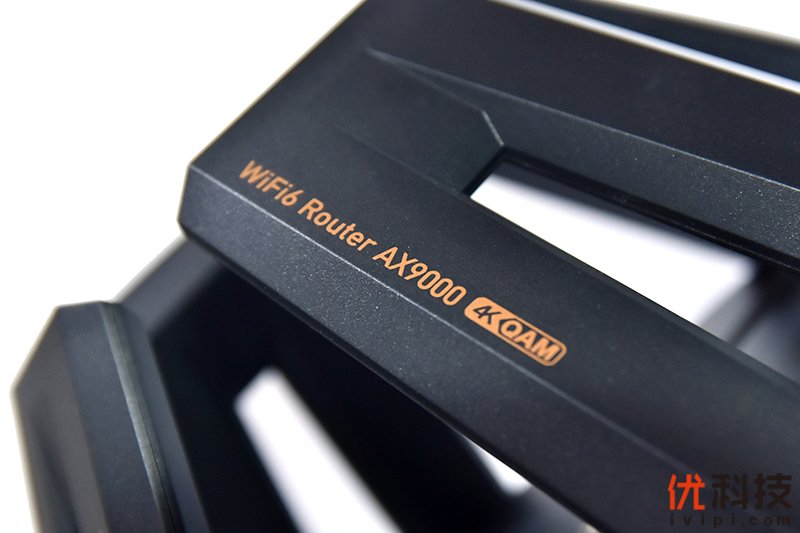 WiFi6 Router AX9000 4K QAM
优科技
ivipi.com